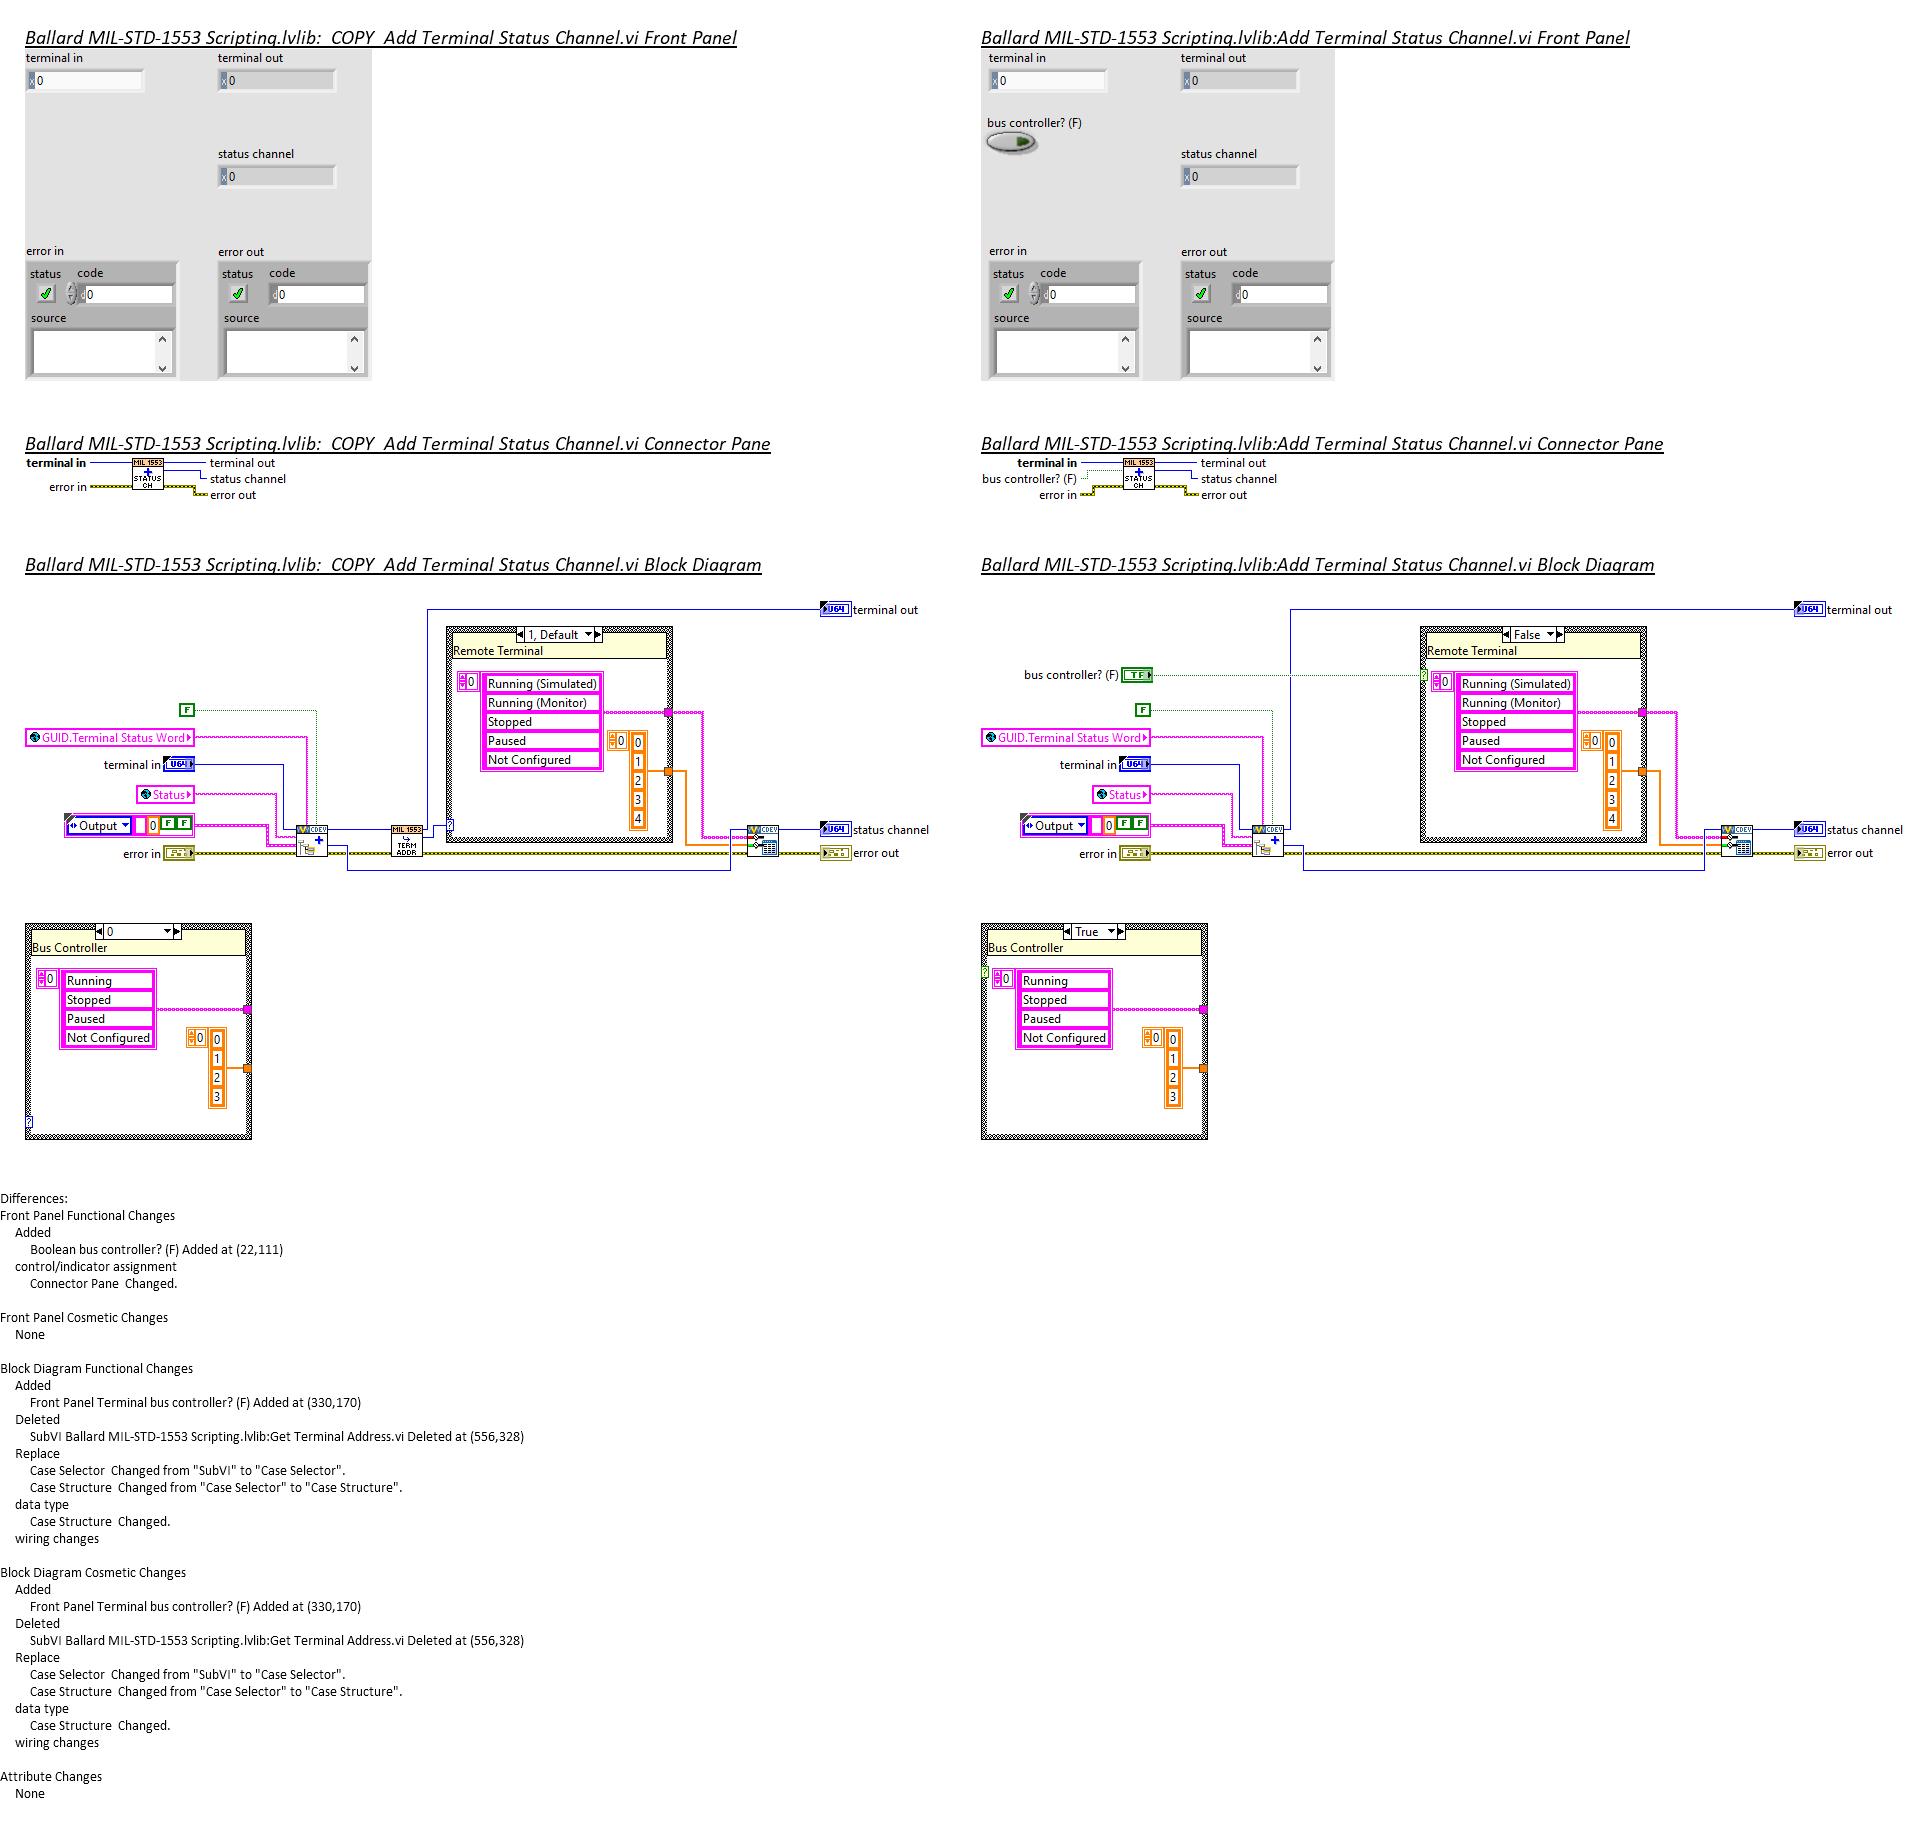 Ballard MIL-STD-1553 Scripting.lvlib:  COPY  Add Terminal Status Channel.vi Front Panel
terminal in
terminal out
x 0
x 0
status channel
x 0
error in
error out
status
code
status
code
d 0
d 0
source
source
Ballard MIL-STD-1553 Scripting.lvlib:Add Terminal Status Channel.vi Front Panel
terminal in
terminal out
x 0
x 0
bus controller? (F)
status channel
x 0
error in
error out
status
code
status
code
d 0
d 0
source
source
Ballard MIL-STD-1553 Scripting.lvlib:  COPY  Add Terminal Status Channel.vi Connector Pane
terminal in
MIL 1553
STATUS
CH
terminal out
status channel
error in
error out
Ballard MIL-STD-1553 Scripting.lvlib:Add Terminal Status Channel.vi Connector Pane
terminal in
MIL 1553
STATUS
CH
terminal out
bus controller? (F)
status channel
error in
error out
Ballard MIL-STD-1553 Scripting.lvlib:  COPY  Add Terminal Status Channel.vi Block Diagram
U64
terminal out
1, Default
Remote Terminal
0
Running (Simulated)
Running (Monitor)
Stopped
Paused
Not Configured
0
0
1
2
3
4
?
F
GUID.Terminal Status Word
terminal in
U64
Status
Output
0
F
F
error in
CDEV
MIL 1553
TERM
ADDR
CDEV
U64
status channel
error out
0
Bus Controller
0
Running
Stopped
Paused
Not Configured
0
0
1
2
3
?
Ballard MIL-STD-1553 Scripting.lvlib:Add Terminal Status Channel.vi Block Diagram
U64
terminal out
False
Remote Terminal
bus controller? (F)
TF
?
0
Running (Simulated)
Running (Monitor)
Stopped
Paused
Not Configured
0
0
1
2
3
4
F
GUID.Terminal Status Word
terminal in
U64
Status
Output
0
F
F
error in
CDEV
CDEV
U64
status channel
error out
True
Bus Controller
?
0
Running
Stopped
Paused
Not Configured
0
0
1
2
3
Differences:
Front Panel Functional Changes
Added
Boolean bus controller? (F) Added at (22,111)
control/indicator assignment
Connector Pane  Changed.
Front Panel Cosmetic Changes
None
Block Diagram Functional Changes
Added
Front Panel Terminal bus controller? (F) Added at (330,170)
Deleted
SubVI Ballard MIL-STD-1553 Scripting.lvlib:Get Terminal Address.vi Deleted at (556,328)
Replace
Case Selector  Changed from "SubVI" to "Case Selector".
Case Structure  Changed from "Case Selector" to "Case Structure".
data type
Case Structure  Changed.
wiring changes
Block Diagram Cosmetic Changes
Added
Front Panel Terminal bus controller? (F) Added at (330,170)
Deleted
SubVI Ballard MIL-STD-1553 Scripting.lvlib:Get Terminal Address.vi Deleted at (556,328)
Replace
Case Selector  Changed from "SubVI" to "Case Selector".
Case Structure  Changed from "Case Selector" to "Case Structure".
data type
Case Structure  Changed.
wiring changes
Attribute Changes
None